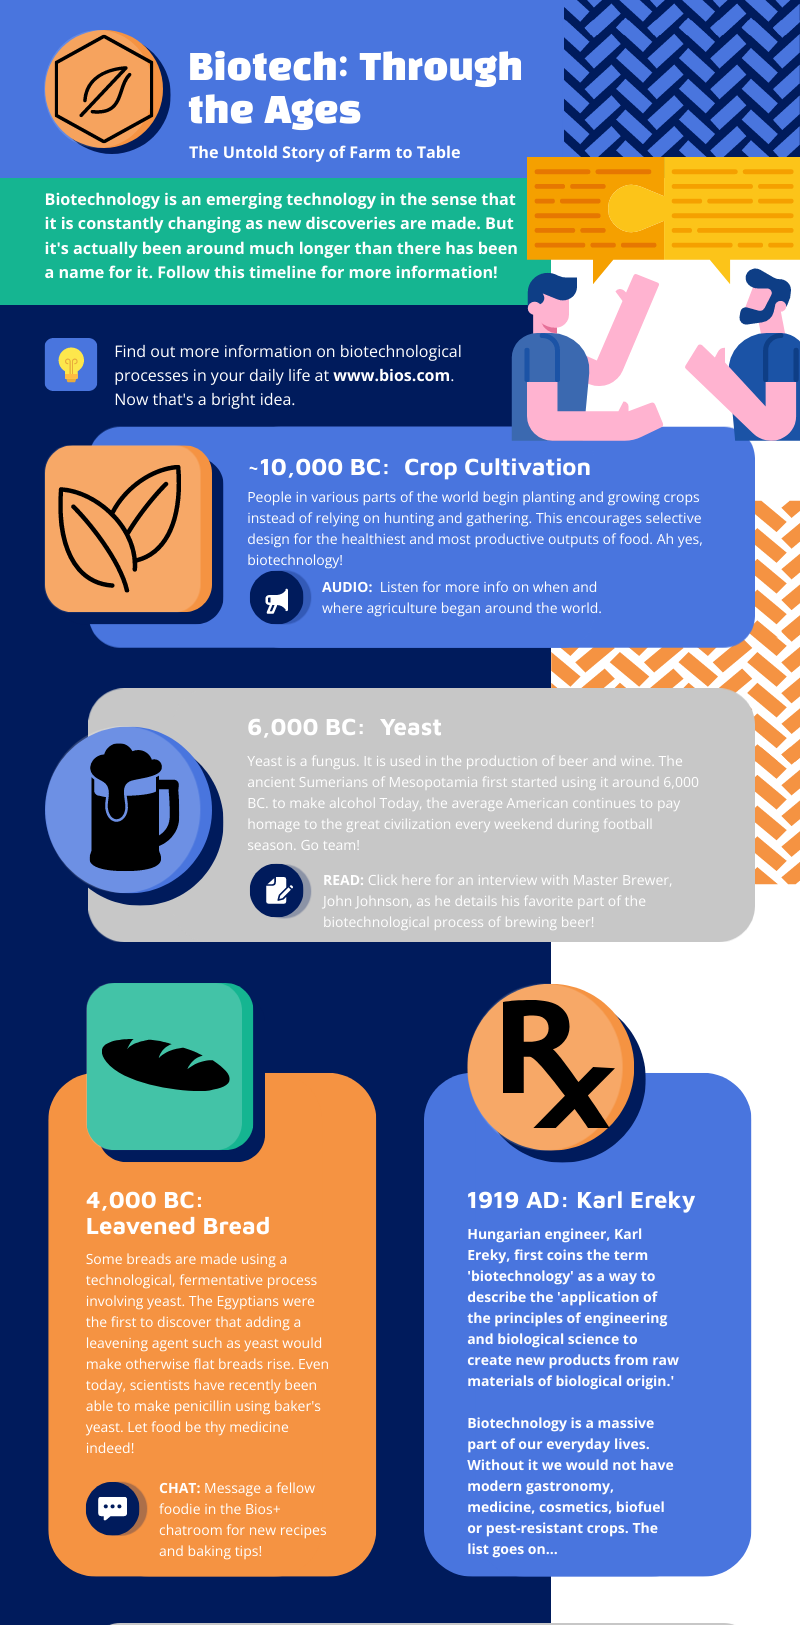 Biotech: Through
the Ages
The Untold Story of Farm to Table
Biotechnology is an emerging technology in the sense that
it is constantly changing as new discoveries are made. But
it's actually been around much longer than there has been
a name for it. Follow this timeline for more information!
Find out more information on biotechnological
processes in your daily life at www.bios.com.
Now that's a bright idea.
~10,000 BC: Crop Cultivation
People in various parts of the world begin planting and growing crops
instead of relying on hunting and gathering. This encourages selective
design for the healthiest and most productive outputs of food. Ah yes,
biotechnology!
AUDIO: Listen for more info on when and
where agriculture began around the world.
6,000 BC: Yeast
Yeast is a fungus. It is used in the production of beer and wine. The
ancient Sumerians of Mesopotamia first started using it around 6,000
BC. to make alcohol Today, the average American continues to pay
homage to the great civilization every weekend during football
season. Go team!
READ: Click here for an interview with Master Brewer,
John Johnson, as he details his favorite part of the
biotechnological process of brewing beer!
4,000 BC:
Leavened Bread
Some breads are made using a
technological, fermentative process
involving yeast. The Egyptians were
the first to discover that adding a
leavening agent such as yeast would
make otherwise flat breads rise. Even
today, scientists have recently been
able to make penicillin using baker's
yeast. Let food be thy medicine
indeed!
CHAT: Message a fellow
foodie in the Bios+
chatroom for new recipes
and baking tips!
Rx
1919 AD: Karl Ereky
Hungarian engineer, Karl
Ereky, first coins the term
'biotechnology' as a way to
describe the 'application of
the principles of engineering
and biological science to
create new products from raw
materials of biological origin.'
Biotechnology is a massive
part of our everyday lives.
Without it we would not have
modern gastronomy,
medicine, cosmetics, biofuel
or pest-resistant crops. The
list goes on...